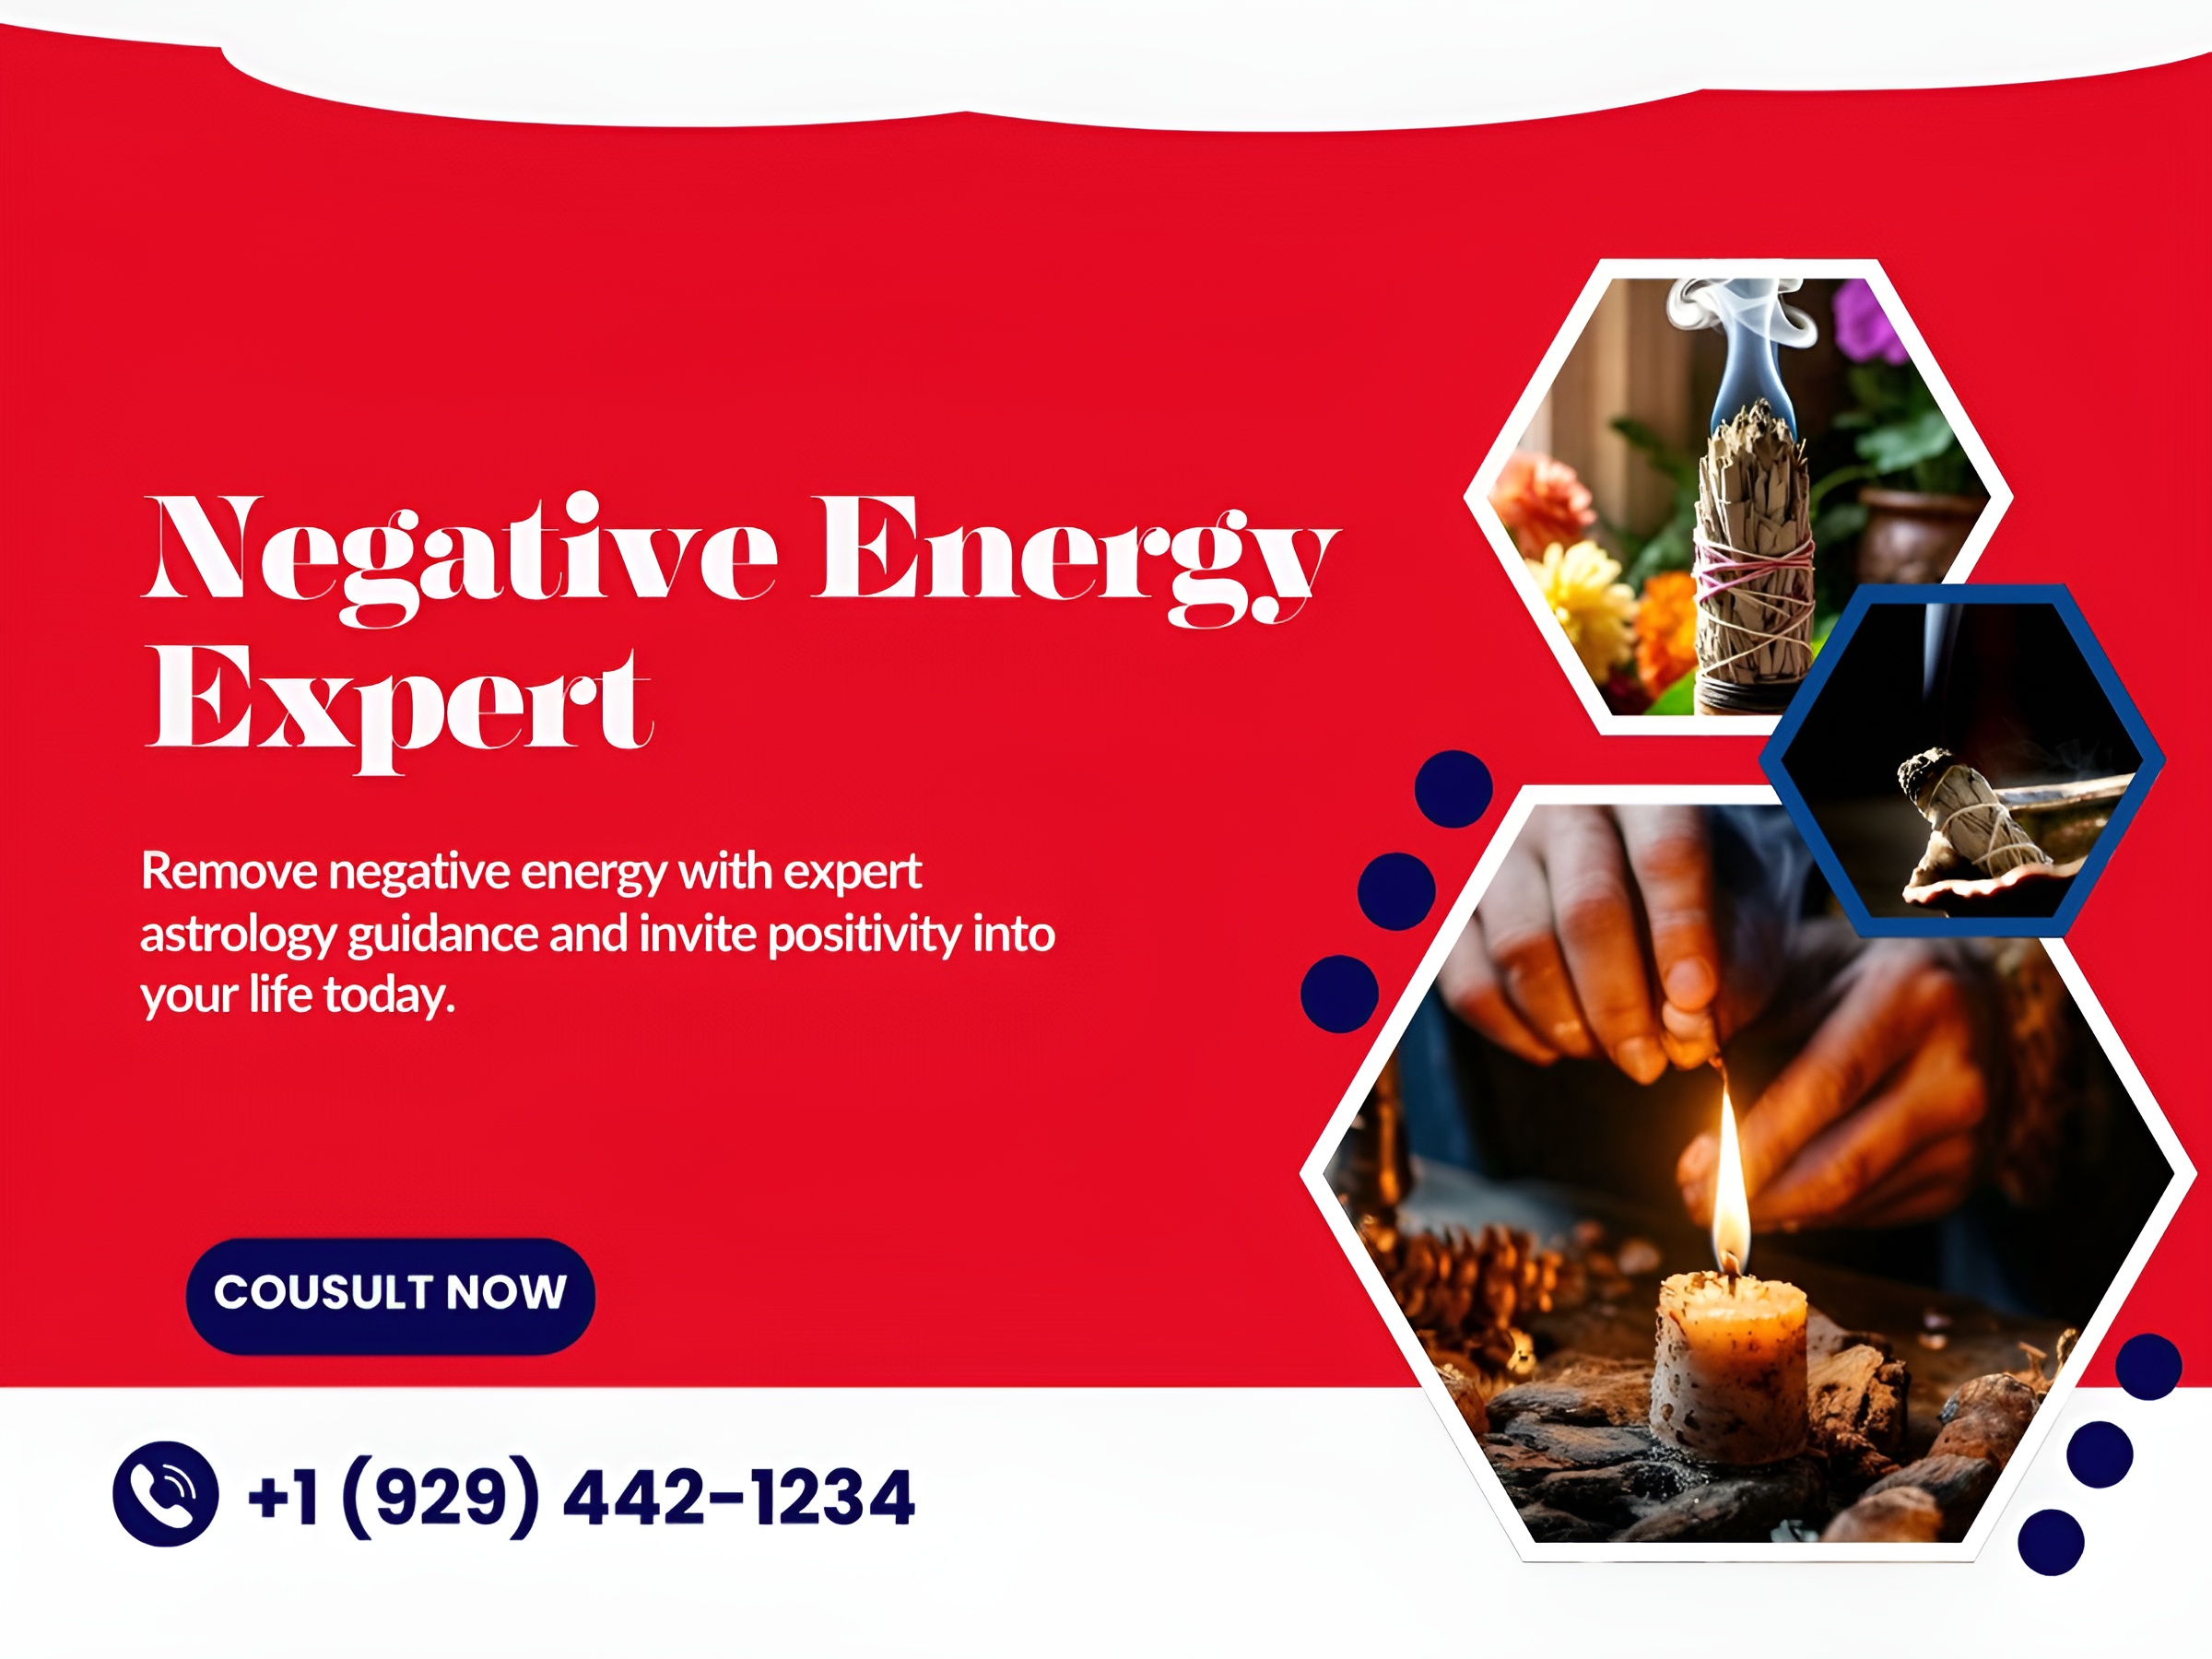 Negative Energy
Expert
Remove negative energy with expert
astrology guidance and invite positivity into
your life today.
COUSULT NOW
+1 (929) 442-1234